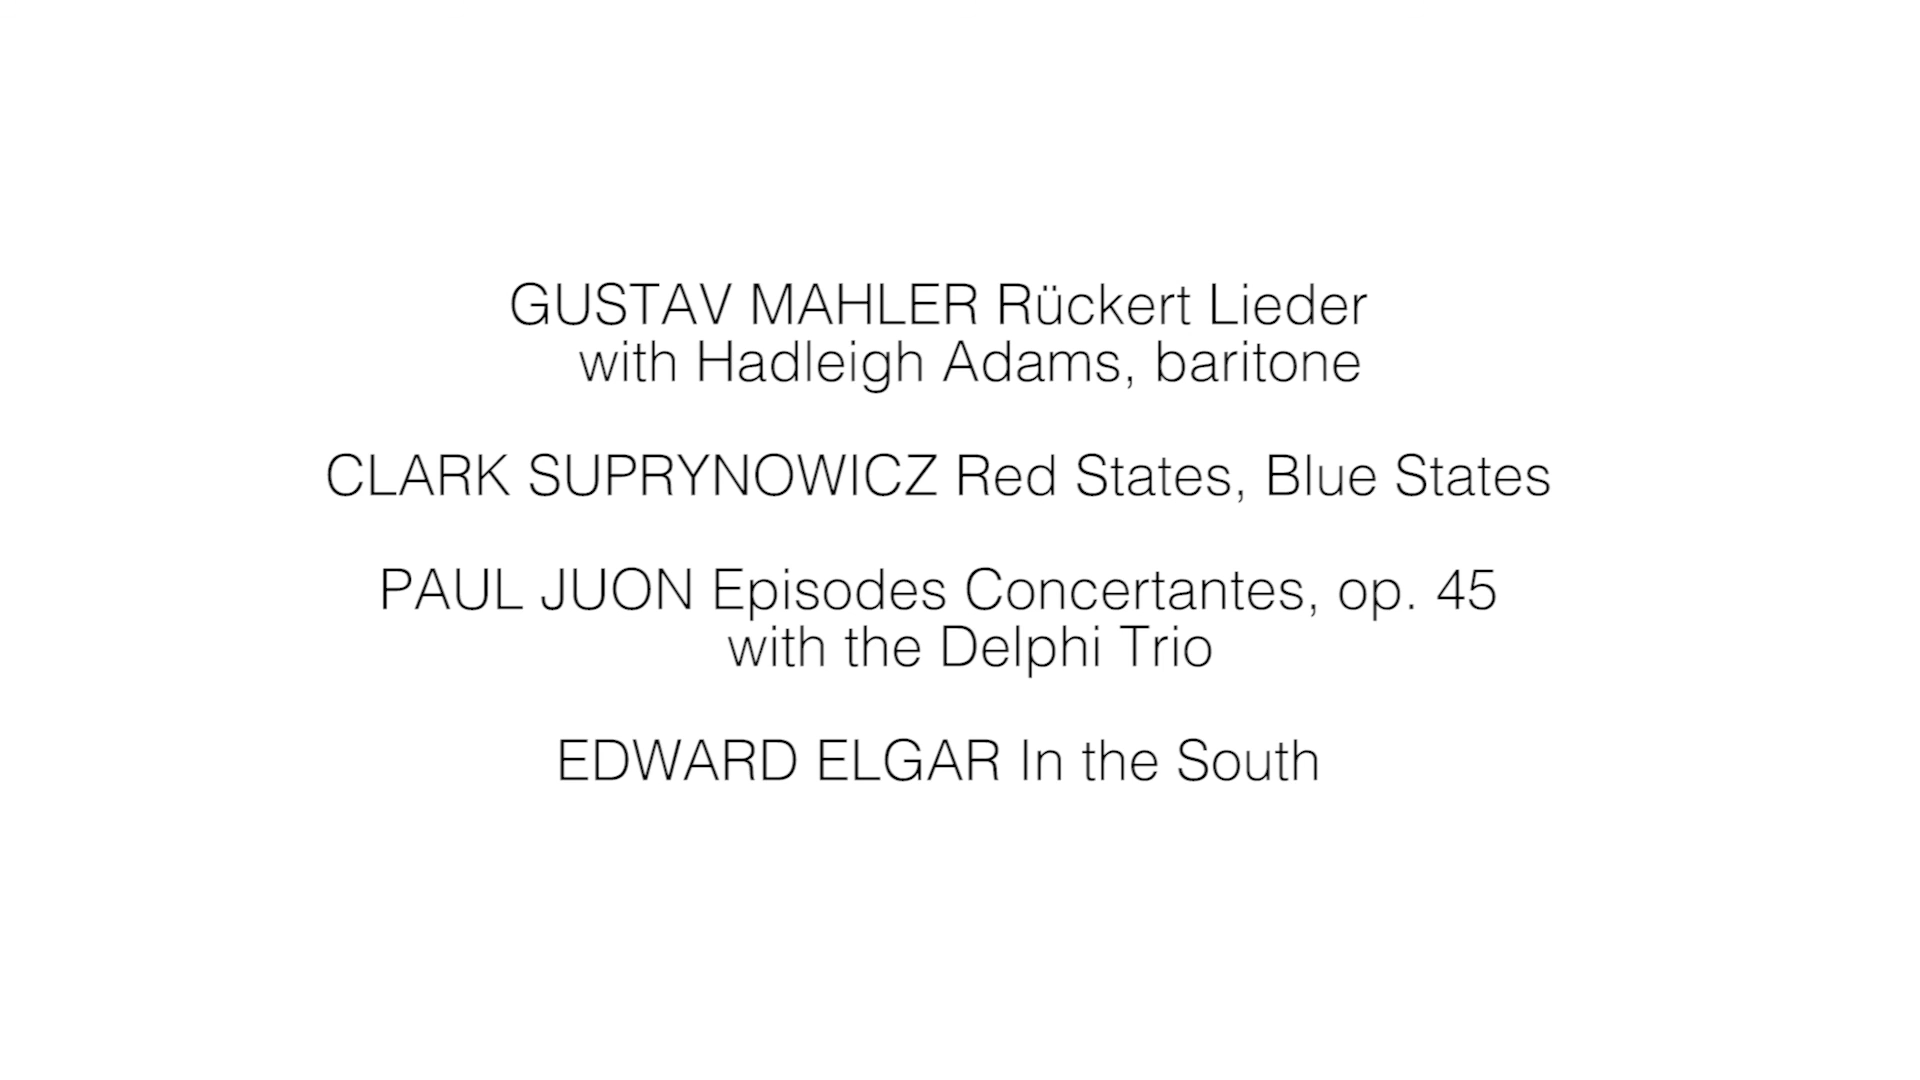 GUSTAV MAHLER Rückert Lieder
with Hadleigh Adams, baritone
CLARK SUPRYNOWICZ Red States, Blue States
PAUL JUON Episodes Concertantes, op. 45
with the Delphi Trio
EDWARD ELGAR In the South